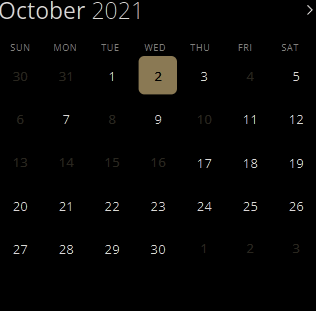 October 2021
SUN MON TUE WED THU FRI SAT
30 31 1 2 3 4 5
6 7 8 9 10 11 12
13 14 15 16 17 18 19
20 21 22 23 24 25 26
27 28 29 30 1 2 3